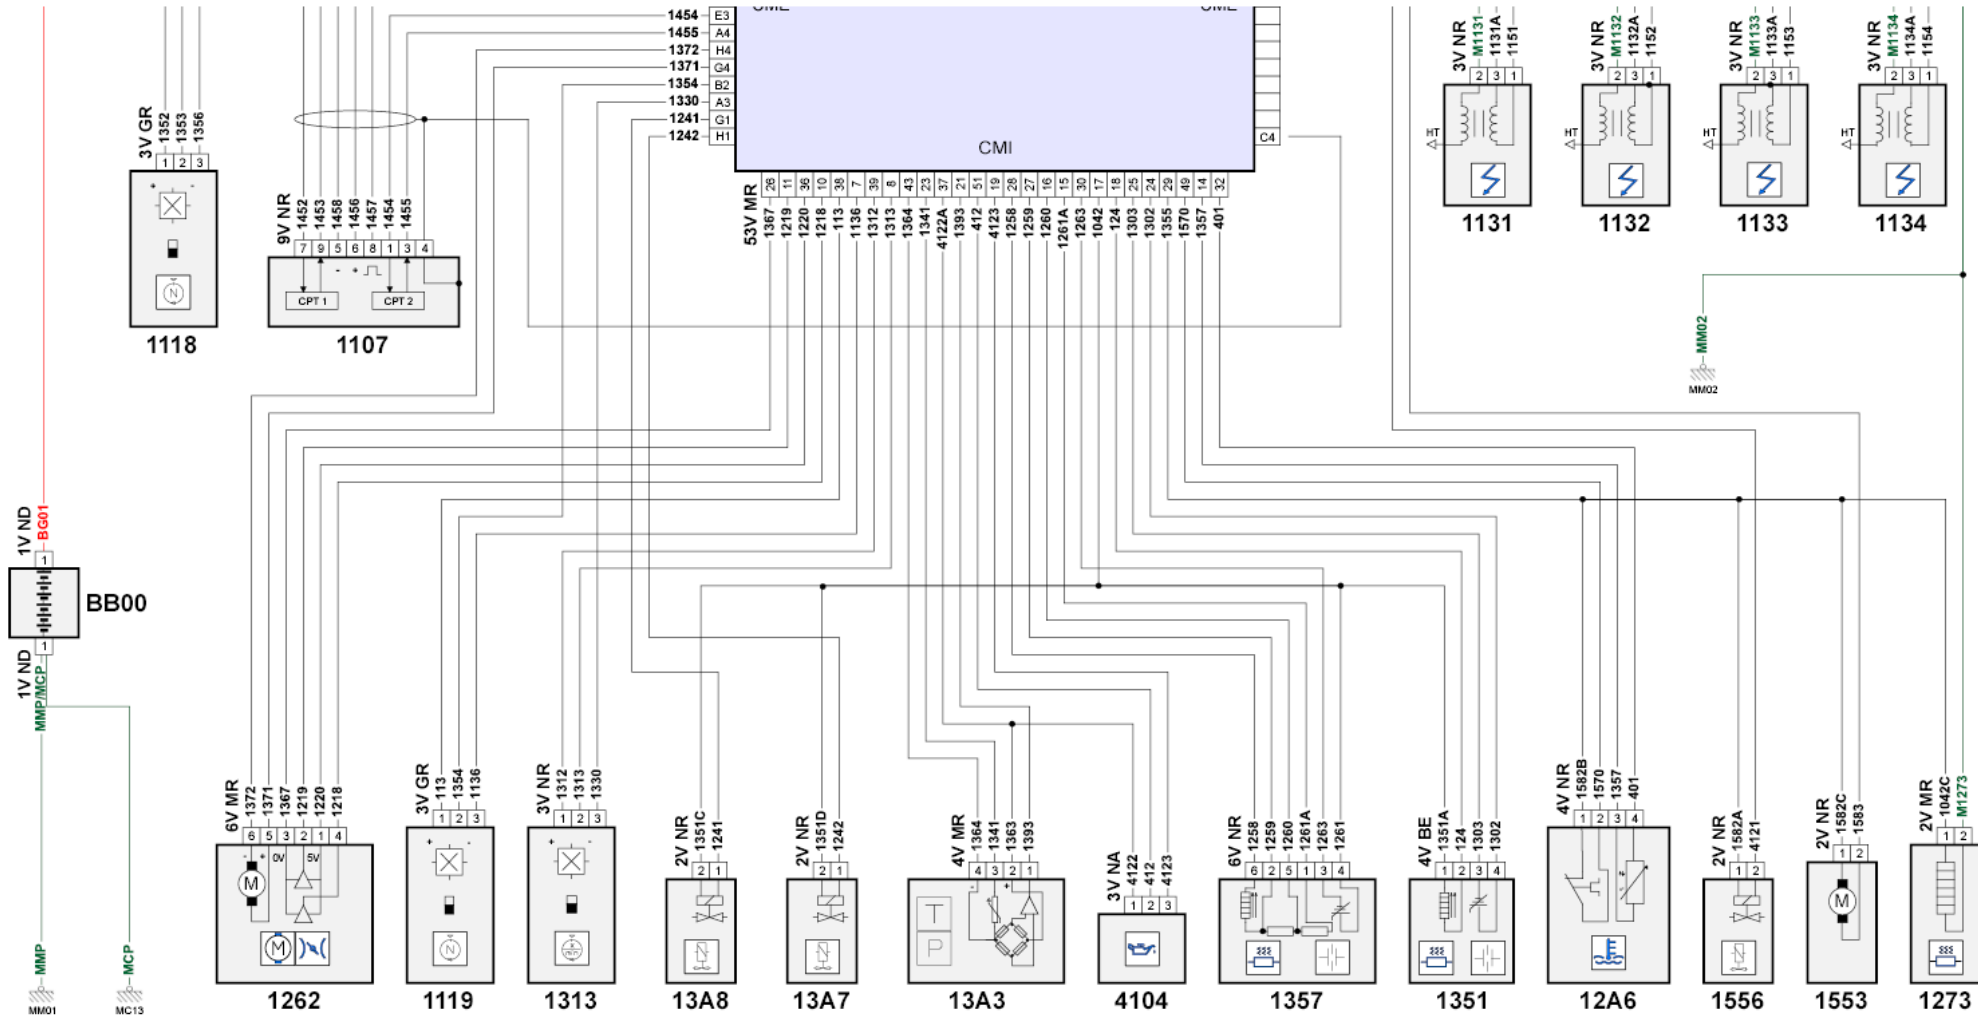 CME CME
1454 E3
1455 A4
1372 H4
1371 G4
1354 B2
1330 A3
1241 G1
1242 H1
C4
CMI
53V MR
26 11 36 10 38 7 39 8 43 23 37 21 51 19 28 27 16 15 30 17 18 25 24 29 49 14 32
1367 1219 1220 1218 113 1136 1312 1313 1364 1341 4122A 1393 412 4123 1258 1259 1260 1261A 1263 1042 124 1303 1302 1355 1570 1357 401
3V NR M1131 1131A 1151
2 3 1
HT
1131
3V NR M1132 1132A 1152
2 3 1
HT
1132
3V NR M1133 1133A 1153
2 3 1
HT
1133
3V NR M1134 1134A 1154
2 3 1
HT
1134
3V GR 1352 1353 1356
1 2 3
+ -
N
1118
9V NR 1452 1453 1458 1456 1457 1454 1455
7 9 5 6 8 1 3 4
- +
CPT 1 CPT 2
1107
MM02
MM02
1V ND BG01
1
BB00
1
1V ND MMP/MCP
MMP MCP
MM01 MC13
6V MR 1372 1371 1367 1219 1220 1218
6 5 3 2 1 4
- + 0V 5V
M
M
1262
3V GR 113 1354 1136
1 2 3
+ -
N
1119
3V NR 1312 1313 1330
1 2 3
+ -
1313
2V NR 1351C 1241
2 1
13A8
2V NR 1351D 1242
2 1
13A7
4V MR 1364 1341 1363 1393
4 3 2 1
- +
T
P
13A3
3V NA 4122 412 4123
1 2 3
4104
6V NR 1258 1259 1260 1261A 1263 1261
6 2 5 1 3 4
1357
4V BE 1351A 124 1303 1302
1 2 3 4
1351
4V NR 1582B 1570 1357 401
1 2 3 4
12A6
2V NR 1582A 4121
1 2
1556
2V NR 1582C 1583
1 2
M
1553
2V MR 1042C M1273
1 2
1273